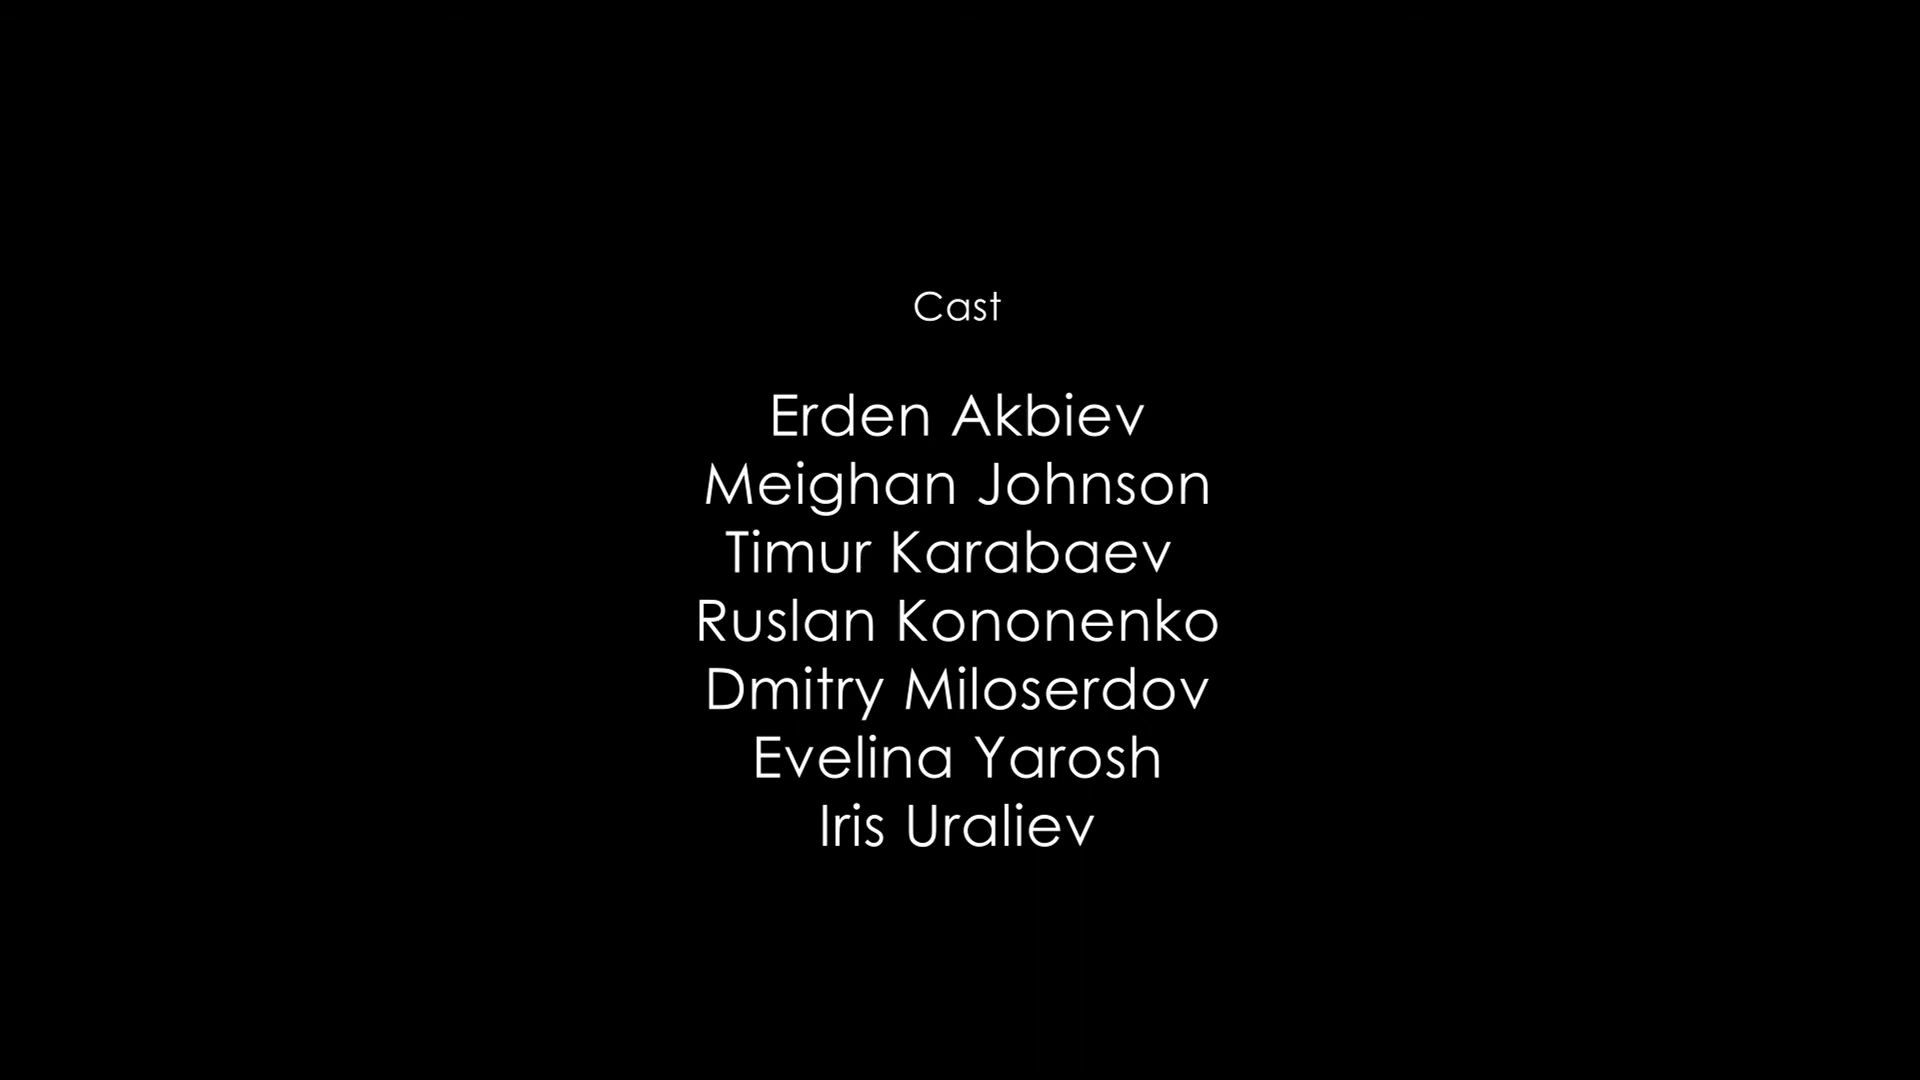 Cast
Erden Akbiev
Meighan Johnson
Timur Karabaev
Ruslan Kononenko
Dmitry Miloserdov
Evelina Yarosh
Iris Uraliev